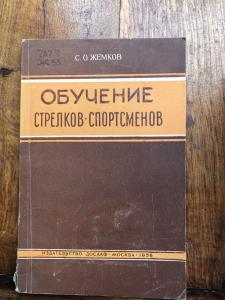 С. О. ЖЕМКОВ
ОБУЧЕНИЕ
СТРЕЛКОВ-СПОРТСМЕНОВ
ИЗДАТЕЛЬСТВО ДОСААФ - МОСКВА - 1956